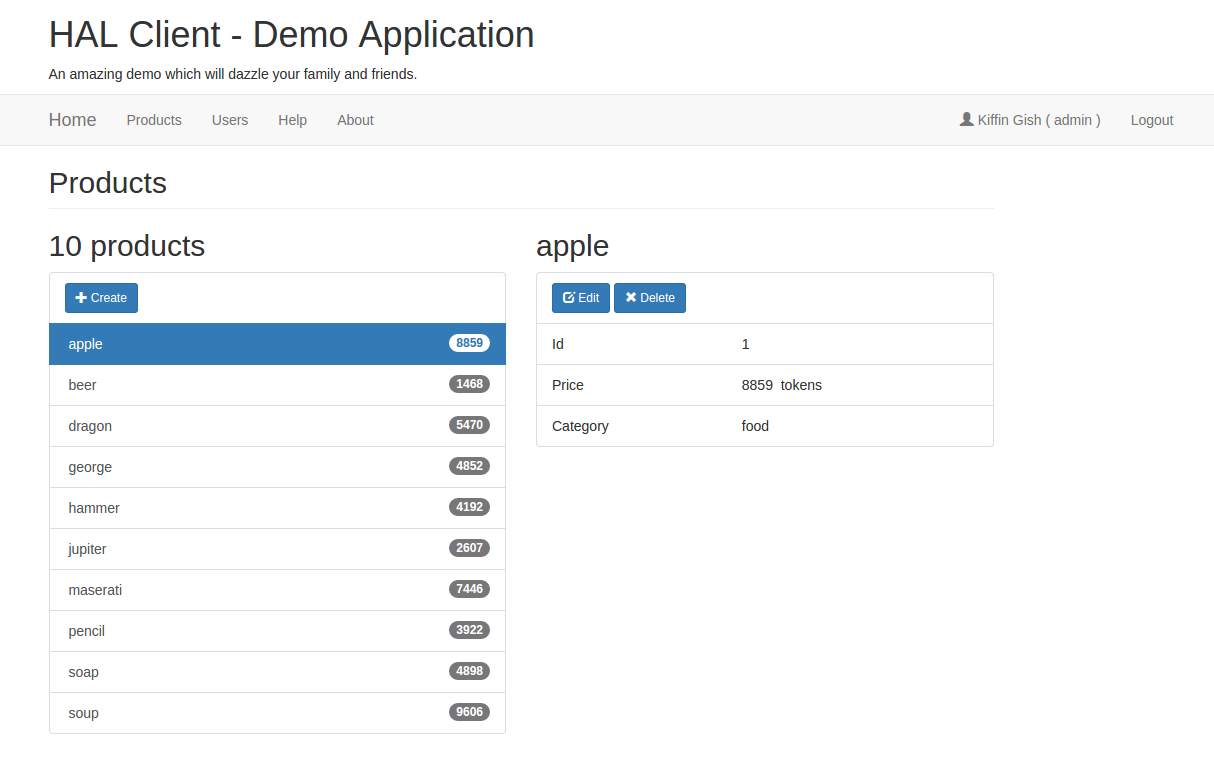 HAL Client - Demo Application
An amazing demo which will dazzle your family and friends.
Home Products Users Help About Kiffin Gish ( admin ) Logout
Products
10 products
Create
apple 8859
beer 1468
dragon 5470
george 4852
hammer 4192
jupiter 2607
maserati 7446
pencil 3922
soap 4898
soup 9606
apple
Edit Delete
Id 1
Price 8859 tokens
Category food